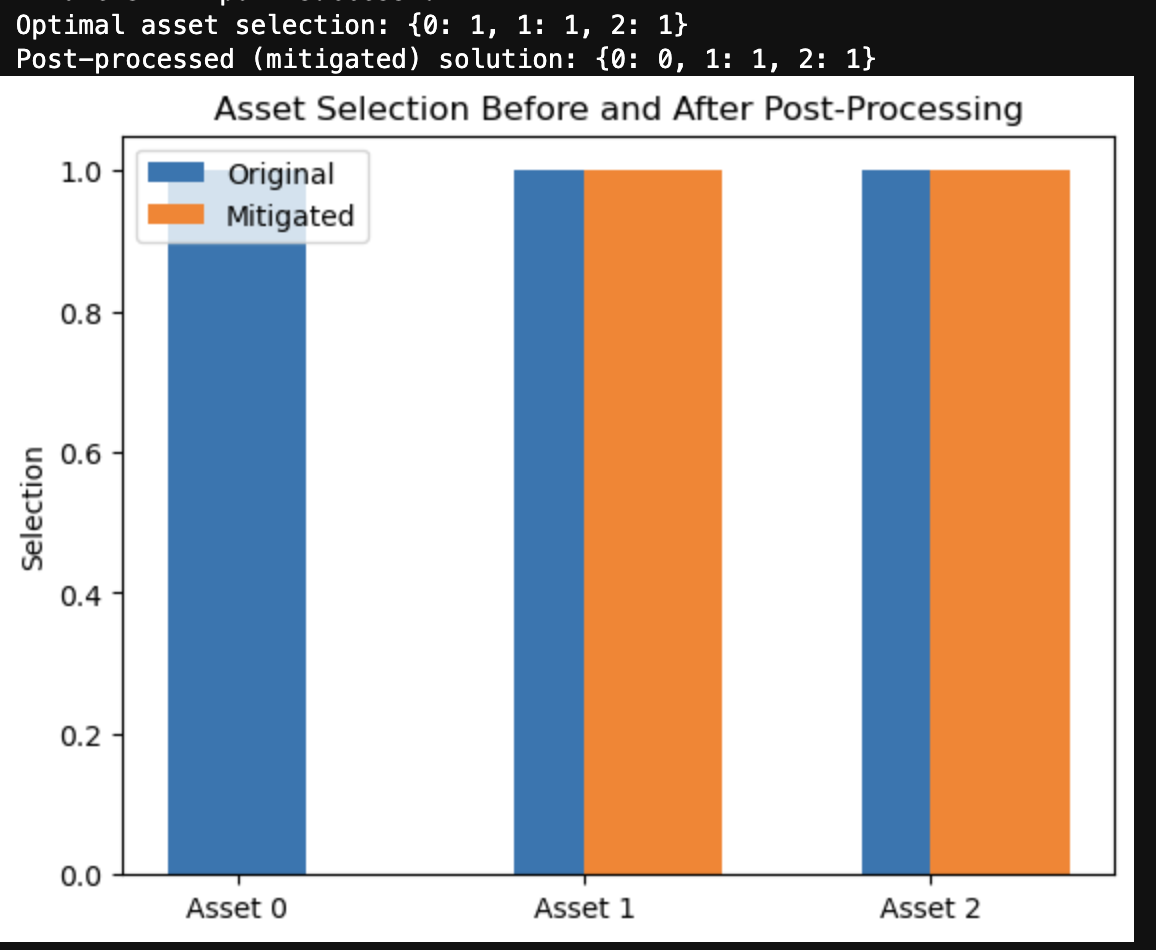 Optimal asset selection: {0: 1, 1: 1, 2: 1}
Post-processed (mitigated) solution: {0: 0, 1: 1, 2: 1}
Asset Selection Before and After Post-Processing
Original
Mitigated
1.0
0.8
0.6
0.4
0.2
0.0
Selection
Asset 0
Asset 1
Asset 2